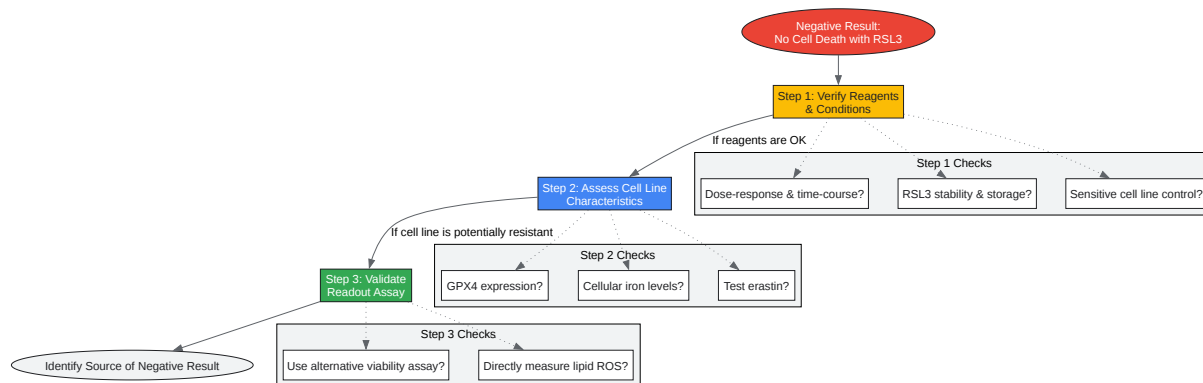 Negative Result:
No Cell Death with RSL3
Step 1: Verify Reagents
& Conditions
If reagents are OK
Step 1 Checks
Dose-response & time-course?
RSL3 stability & storage?
Sensitive cell line control?
Step 2: Assess Cell Line
Characteristics
If cell line is potentially resistant
Step 2 Checks
GPX4 expression?
Cellular iron levels?
Test erastin?
Step 3: Validate
Readout Assay
Step 3 Checks
Use alternative viability assay?
Directly measure lipid ROS?
Identify Source of Negative Result